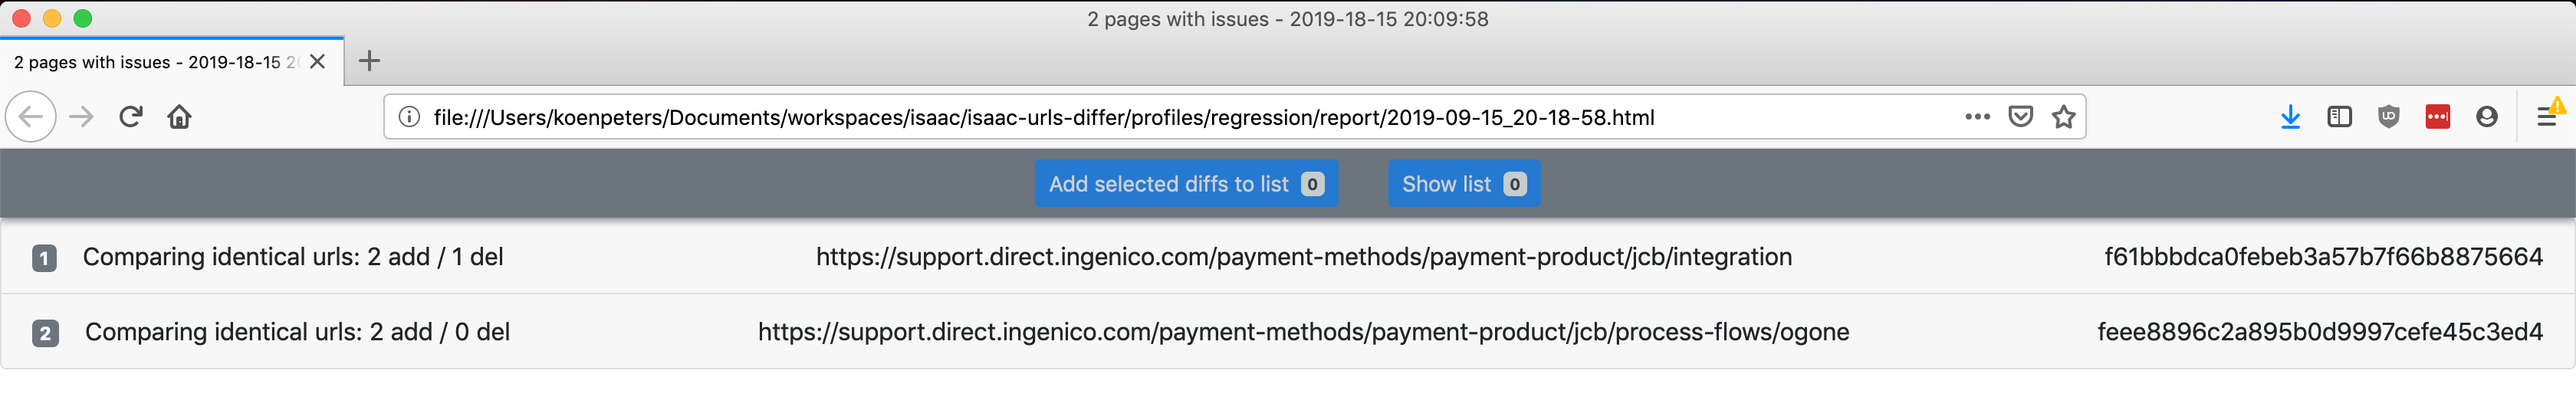 2 pages with issues - 2019-18-15 20:09:58
2 pages with issues - 2019-18-15 20
file:///Users/koenpeters/Documents/workspaces/isaac/isaac-urls-differ/profiles/regression/report/2019-09-15_20-18-58.html
Add selected diffs to list 0 Show list 0
1 Comparing identical urls: 2 add / 1 del https://support.direct.ingenico.com/payment-methods/payment-product/jcb/integration f61bbbdca0febeb3a57b7f66b8875664
2 Comparing identical urls: 2 add / 0 del https://support.direct.ingenico.com/payment-methods/payment-product/jcb/process-flows/ogone feee8896c2a895b0d9997cefe45c3ed4